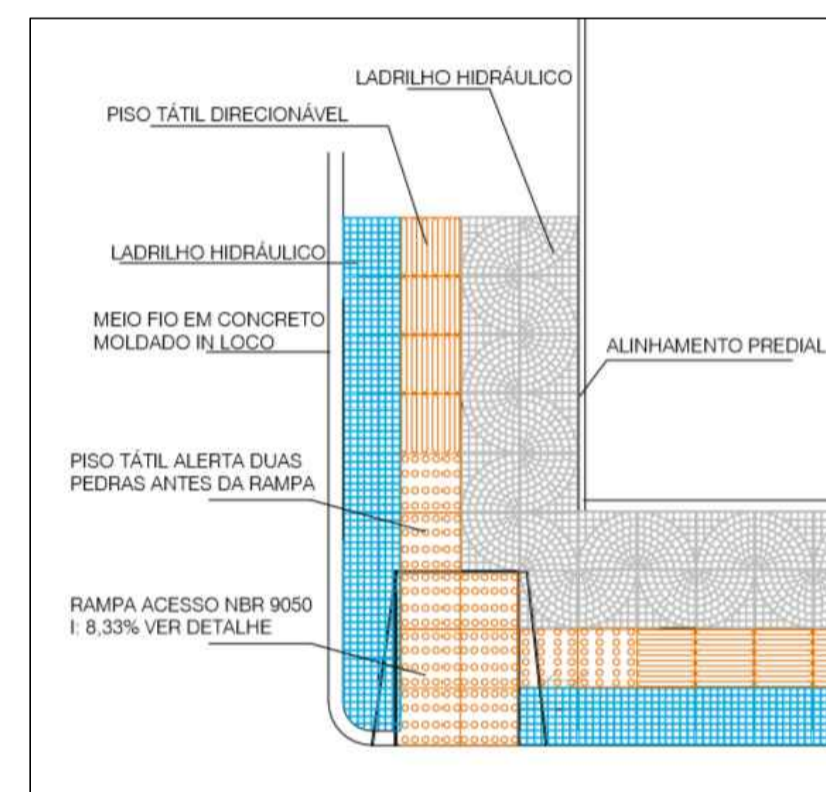 LADRILHO HIDRÁULICO
PISO TÁTIL DIRECIONÁVEL
LADRILHO HIDRÁULICO
MEIO FIO EM CONCRETO
MOLDADO IN LOCO
ALINHAMENTO PREDIAL
PISO TÁTIL ALERTA DUAS
PEDRAS ANTES DA RAMPA
RAMPA ACESSO NBR 9050
I: 8,33% VER DETALHE